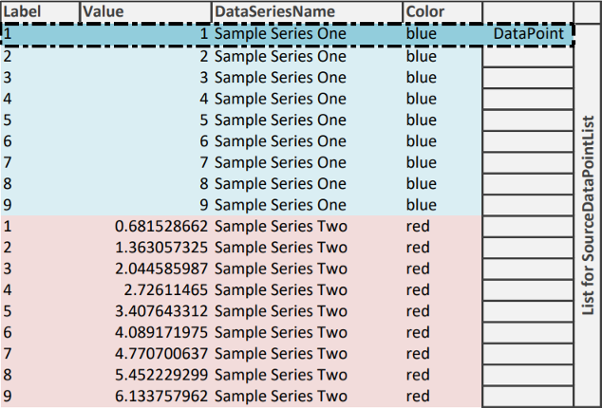 Label Value DataSeriesName Color
1 1 Sample Series One blue DataPoint
2 2 Sample Series One blue
3 3 Sample Series One blue
4 4 Sample Series One blue
5 5 Sample Series One blue
6 6 Sample Series One blue
7 7 Sample Series One blue
8 8 Sample Series One blue
9 9 Sample Series One blue
1 0.681528662 Sample Series Two red
2 1.363057325 Sample Series Two red
3 2.044585987 Sample Series Two red
4 2.72611465 Sample Series Two red
5 3.407643312 Sample Series Two red
6 4.089171975 Sample Series Two red
7 4.770700637 Sample Series Two red
8 5.452229299 Sample Series Two red
9 6.133757962 Sample Series Two red
List for SourceDataPointList